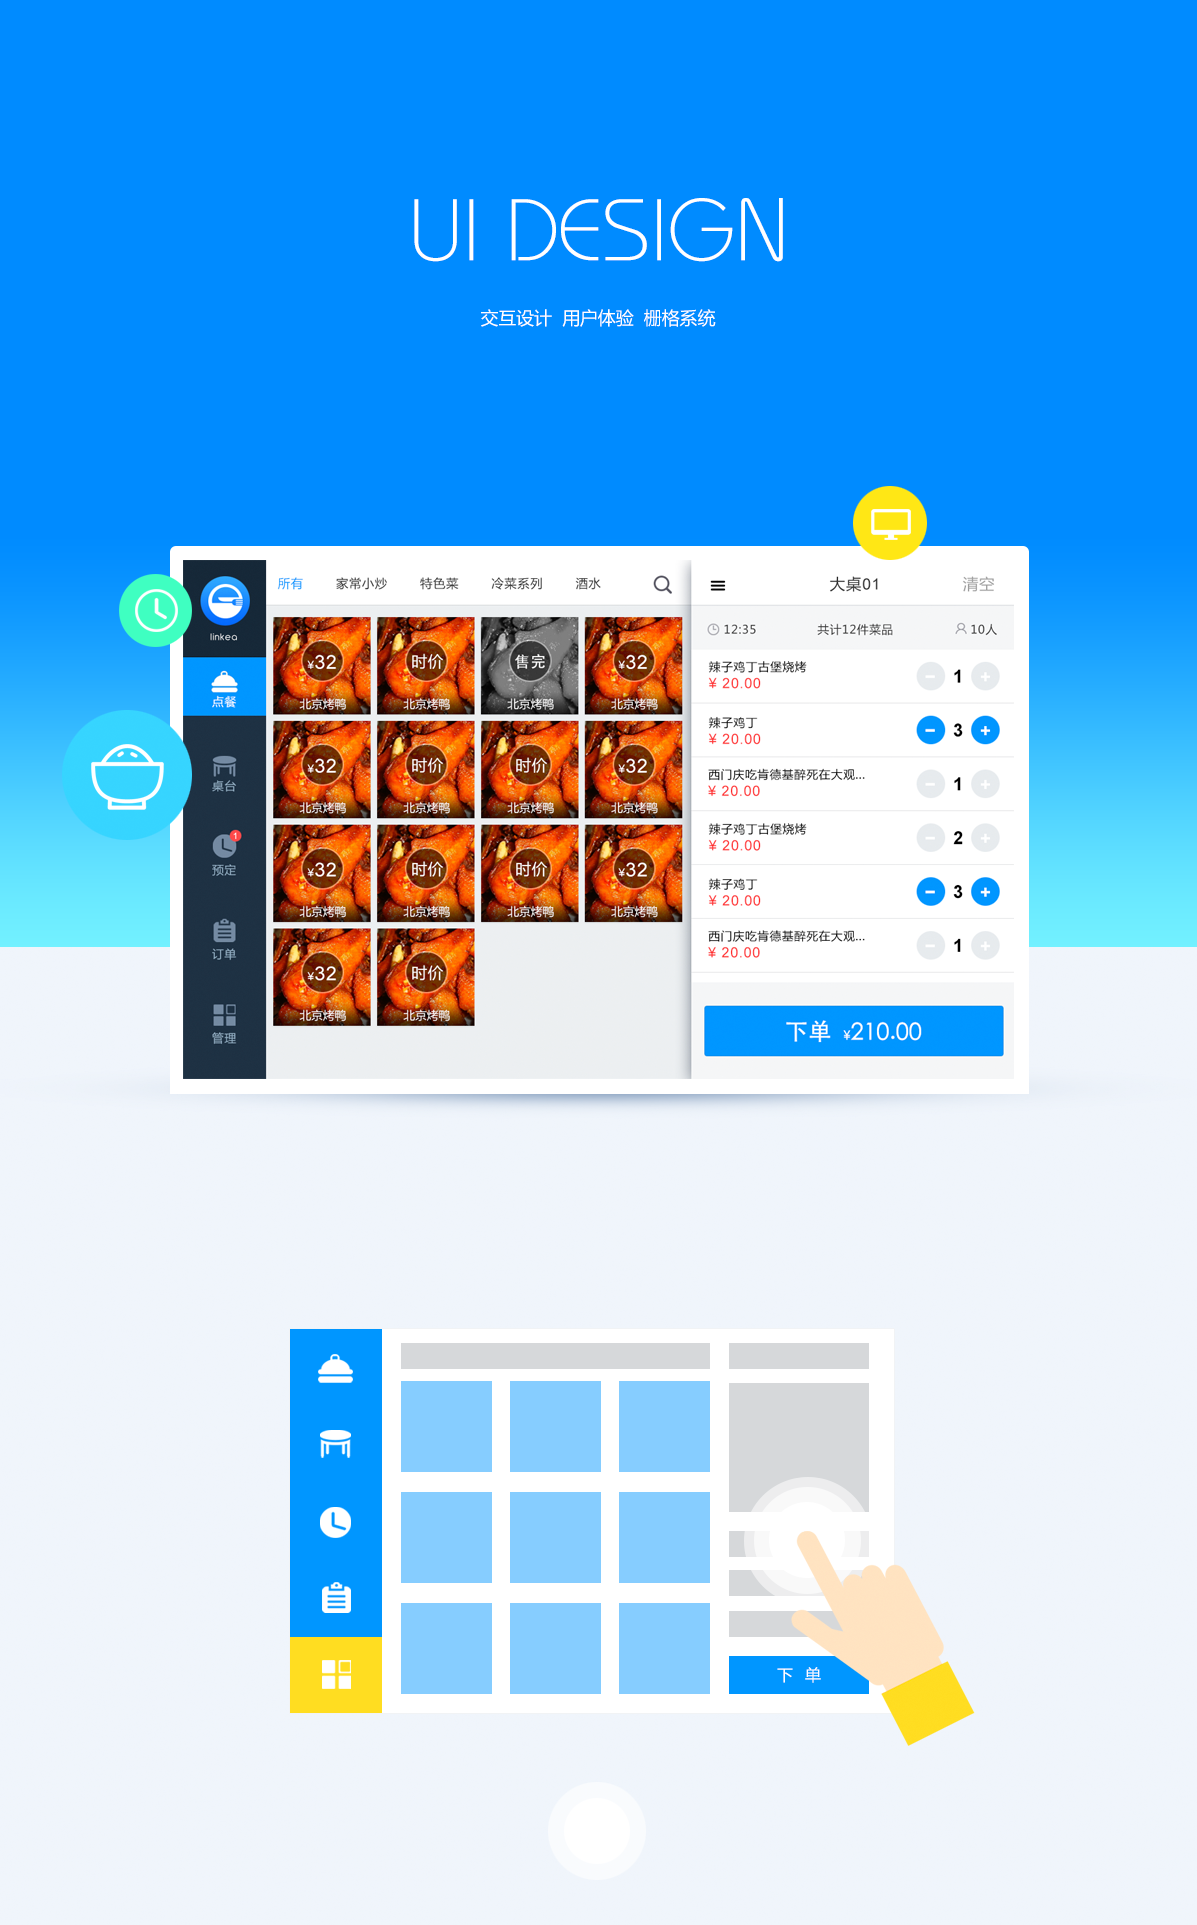 UI DESIGN
交互设计 用户体验 栅格系统
linkea
点餐
桌台
1
预定
订单
管理
所有 家常小炒 特色菜 冷菜系列 酒水
¥32 时价 售完 ¥32
北京烤鸭 北京烤鸭 北京烤鸭 北京烤鸭
¥32 时价 时价 ¥32
北京烤鸭 北京烤鸭 北京烤鸭 北京烤鸭
¥32 时价 时价 ¥32
北京烤鸭 北京烤鸭 北京烤鸭 北京烤鸭
¥32 时价
北京烤鸭 北京烤鸭
大桌01 清空
12:35 共计12件菜品 10人
辣子鸡丁古堡烧烤
¥ 20.00
1
辣子鸡丁
¥ 20.00
3
西门庆吃肯德基醉死在大观...
¥ 20.00
1
辣子鸡丁古堡烧烤
¥ 20.00
2
辣子鸡丁
¥ 20.00
3
西门庆吃肯德基醉死在大观...
¥ 20.00
1
下单 ¥210.00
下 单